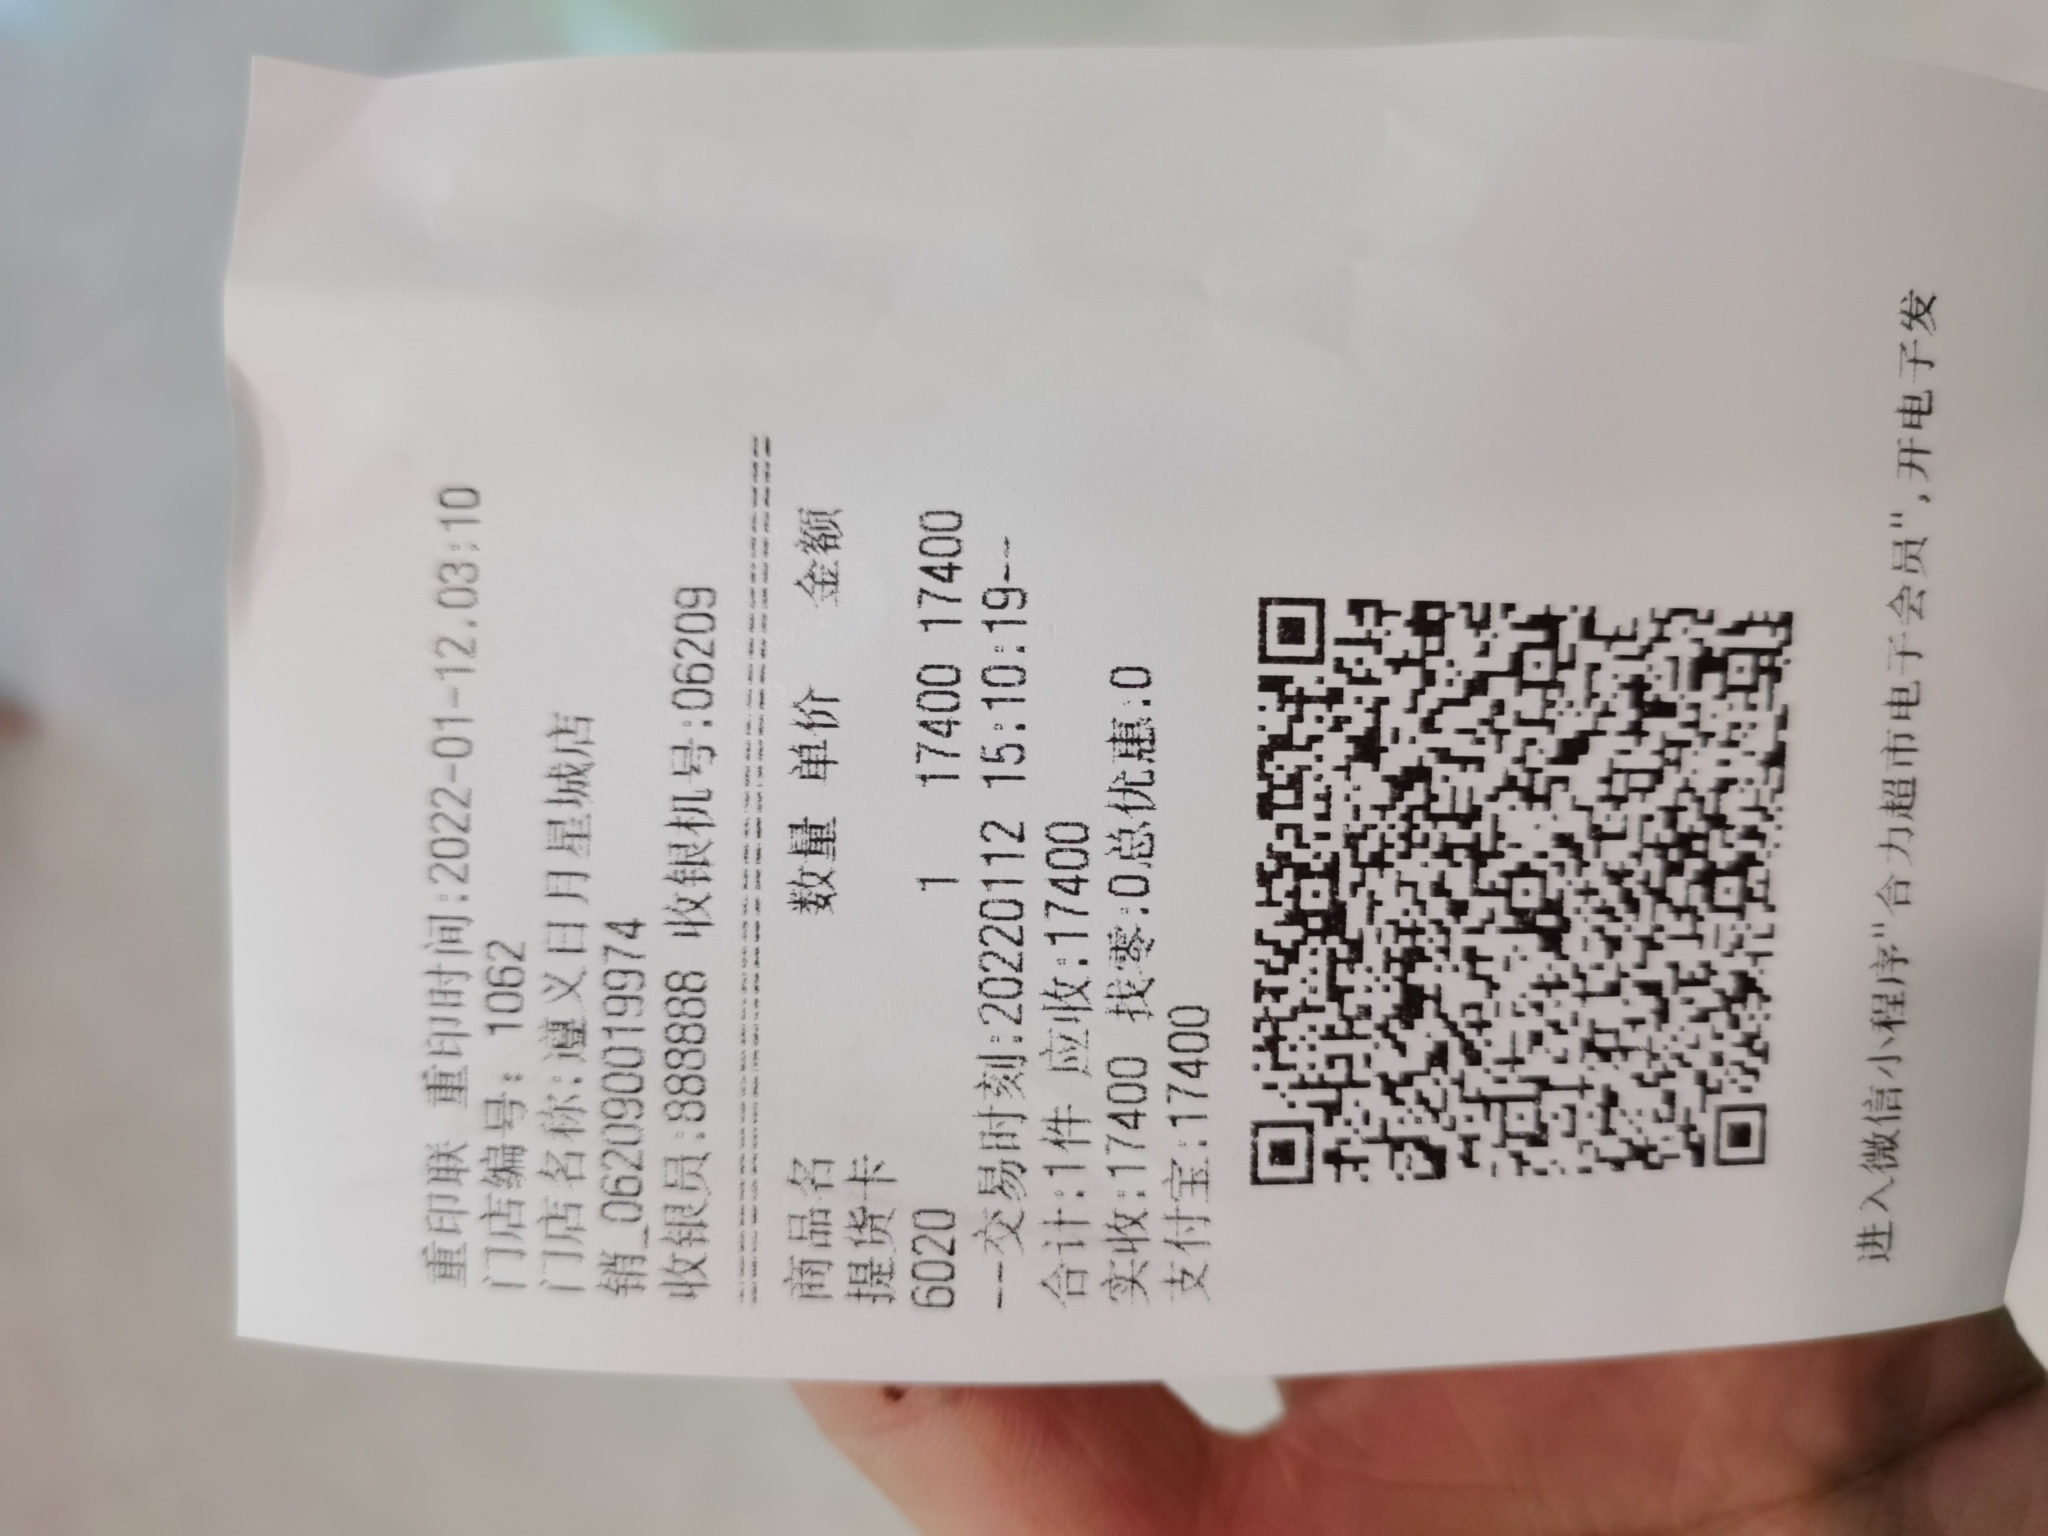 重印联 重印时间:2022-01-12.03:10
门店编号: 1062
门店名称:遵义日月星城店
销_062090019974
收银员:888888 收银机号:06209
商品名 数量 单价 金额
提货卡
6020 1 17400 17400
--交易时刻:20220112 15:10:19--
合计:1件 应收:17400
实收:17400 找零:0总优惠:0
支付宝:17400
进入微信小程序"合力超市电子会员",开电子发